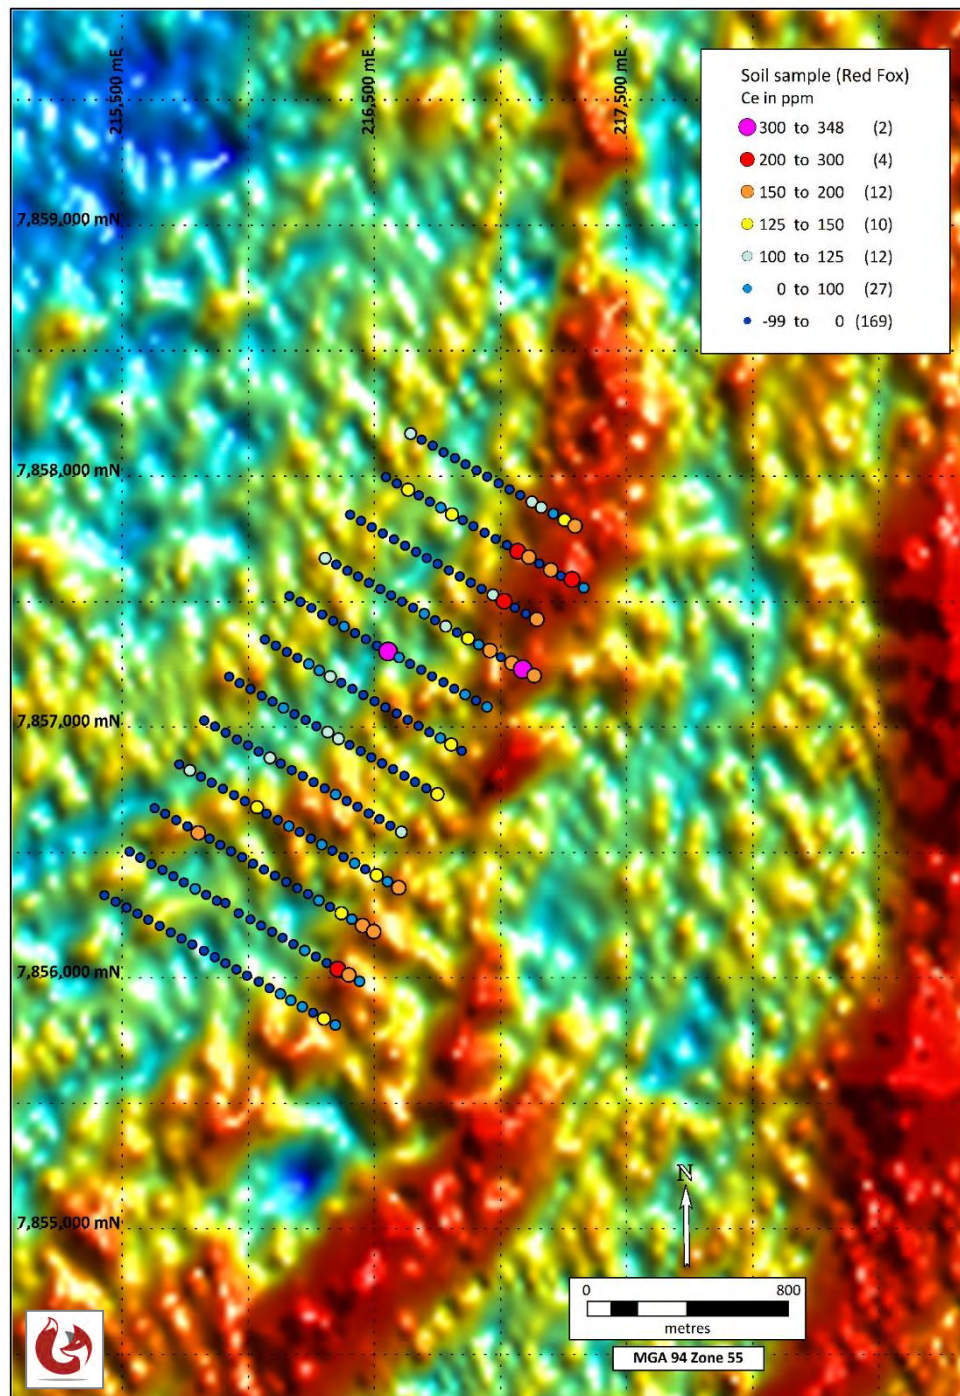 215,500 mE
216,500 mE
217,500 mE
Soil sample (Red Fox)
Ce in ppm
300 to 348 (2)
200 to 300 (4)
150 to 200 (12)
125 to 150 (10)
100 to 125 (12)
0 to 100 (27)
-99 to 0 (169)
7,859,000 mN
7,858,000 mN
7,857,000 mN
7,856,000 mN
7,855,000 mN
N
0 800
metres
MGA 94 Zone 55